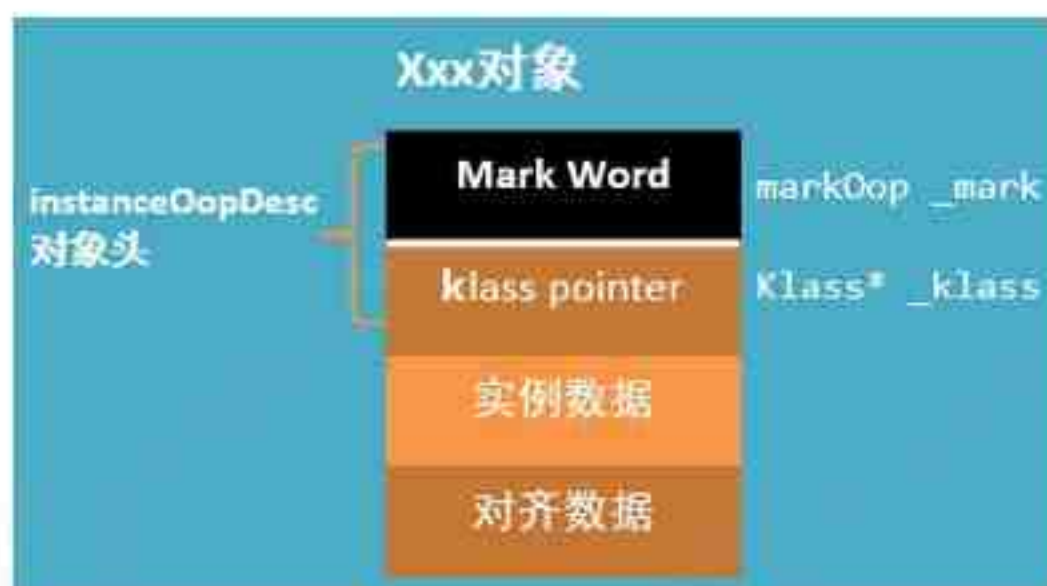 Xxx对象
instanceOopDesc
对象头
Mark Word
markOop _mark
klass pointer
Klass* _klass
实例数据
对齐数据